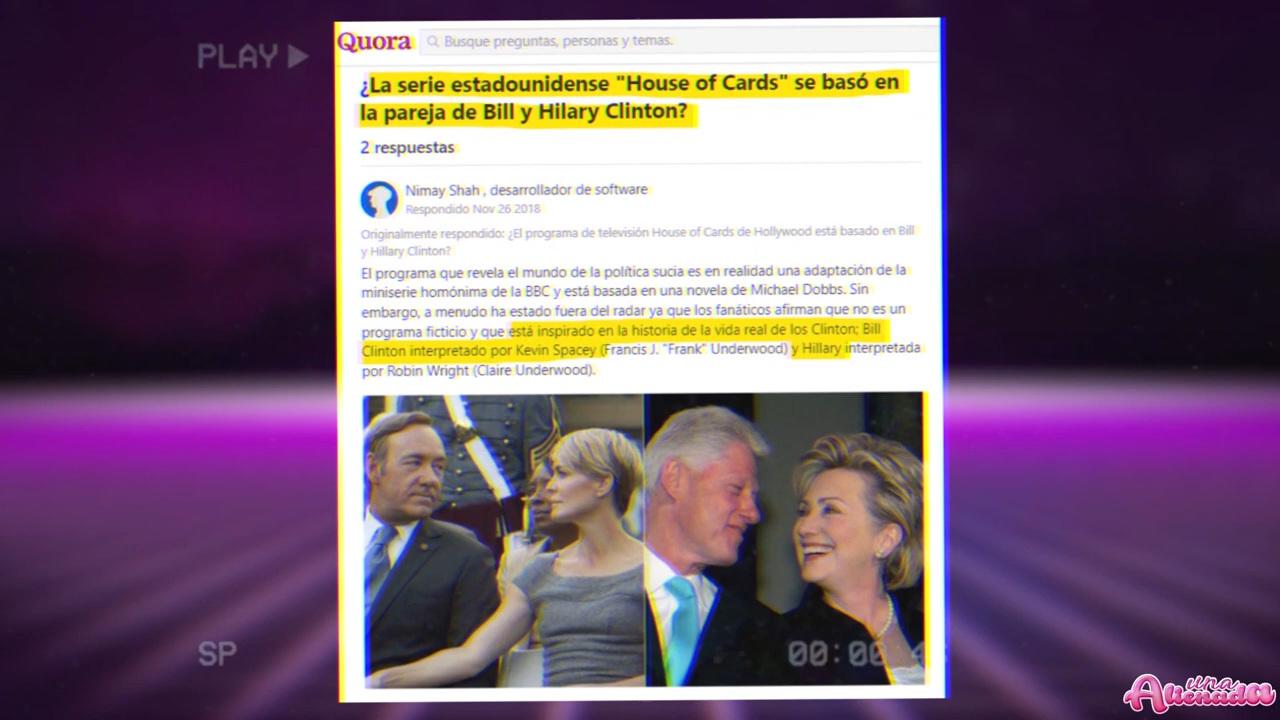 PLAY
Quora
Busque preguntas, personas y temas.
¿La serie estadounidense "House of Cards" se basó en
la pareja de Bill y Hilary Clinton?
2 respuestas
Nimay Shah , desarrollador de software
Respondido Nov 26 2018
Originalmente respondido: ¿El programa de televisión House of Cards de Hollywood está basado en Bill
y Hillary Clinton?
El programa que revela el mundo de la política sucia es en realidad una adaptación de la
miniserie homónima de la BBC y está basada en una novela de Michael Dobbs. Sin
embargo, a menudo ha estado fuera del radar ya que los fanáticos afirman que no es un
programa ficticio y que está inspirado en la historia de la vida real de los Clinton; Bill
Clinton interpretado por Kevin Spacey (Francis J. "Frank" Underwood) y Hillary interpretada
por Robin Wright (Claire Underwood).
SP
una